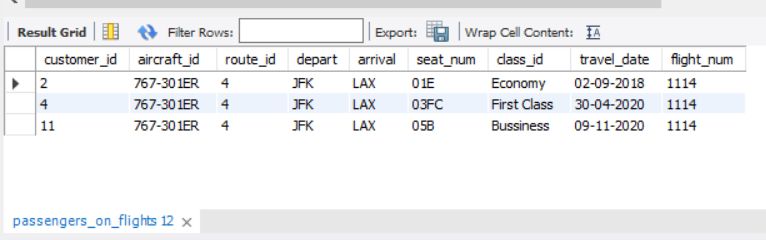 Result Grid Filter Rows: Export: Wrap Cell Content: IA
customer_id aircraft_id route_id depart arrival seat_num class_id travel_date flight_num
2 767-301ER 4 JFK LAX 01E Economy 02-09-2018 1114
4 767-301ER 4 JFK LAX 03FC First Class 30-04-2020 1114
11 767-301ER 4 JFK LAX 05B Bussiness 09-11-2020 1114
passengers_on_flights 12 ×